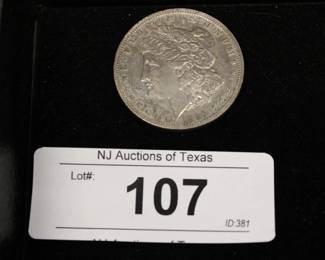 NJ Auctions of Texas
Lot#:
107
ID:381